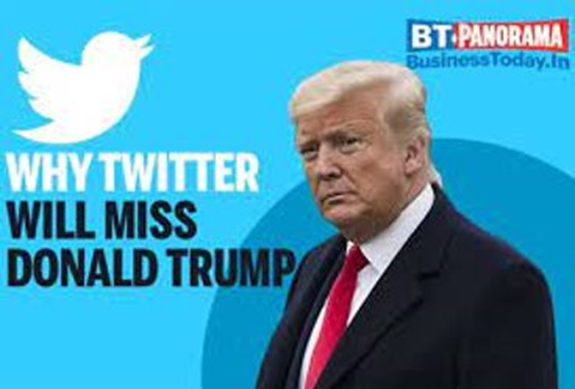 BT PANORAMA
BusinessToday.In
WHY TWITTER
WILL MISS
DONALD TRUMP